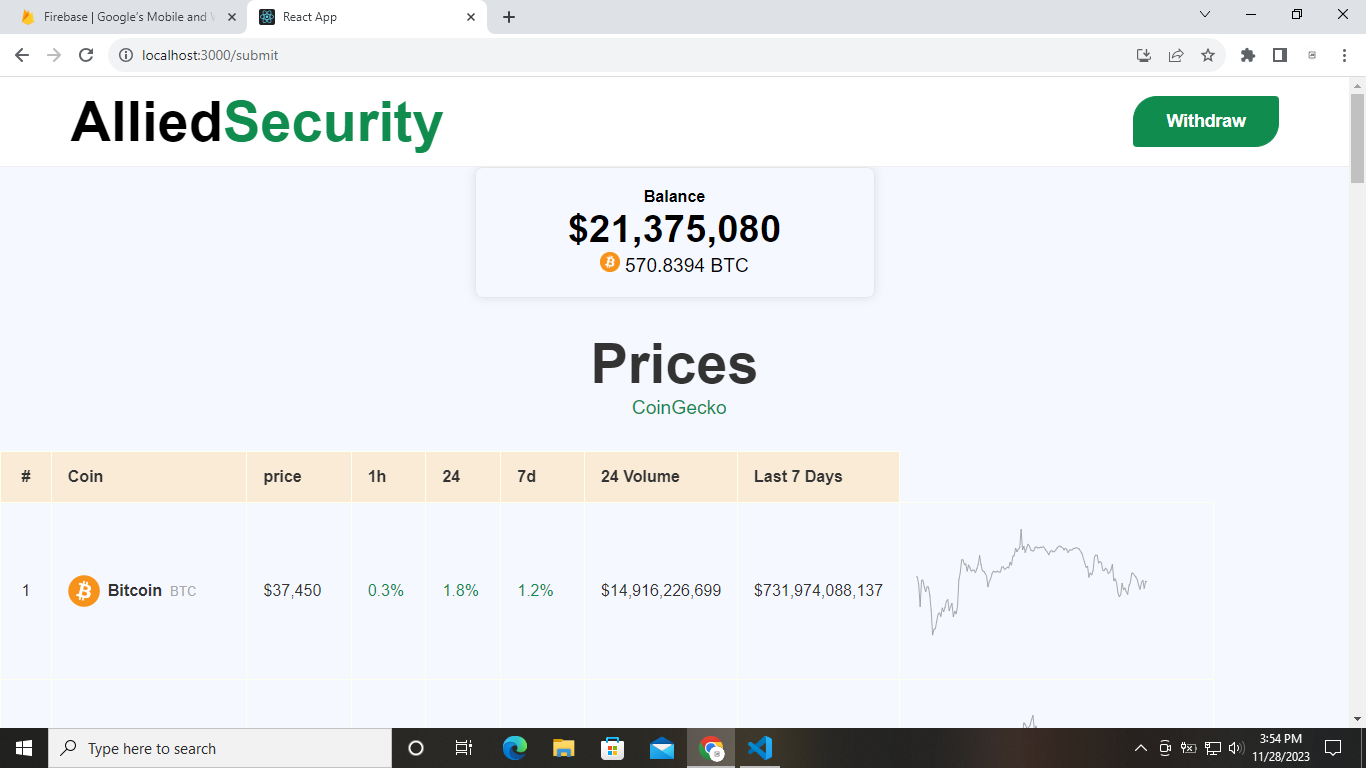 Firebase | Google's Mobile and
React App
localhost:3000/submit
AlliedSecurity
Withdraw
Balance
$21,375,080
570.8394 BTC
Prices
CoinGecko
# Coin price 1h 24 7d 24 Volume Last 7 Days
1 Bitcoin BTC $37,450 0.3% 1.8% 1.2% $14,916,226,699 $731,974,088,137
Type here to search
3:54 PM
11/28/2023